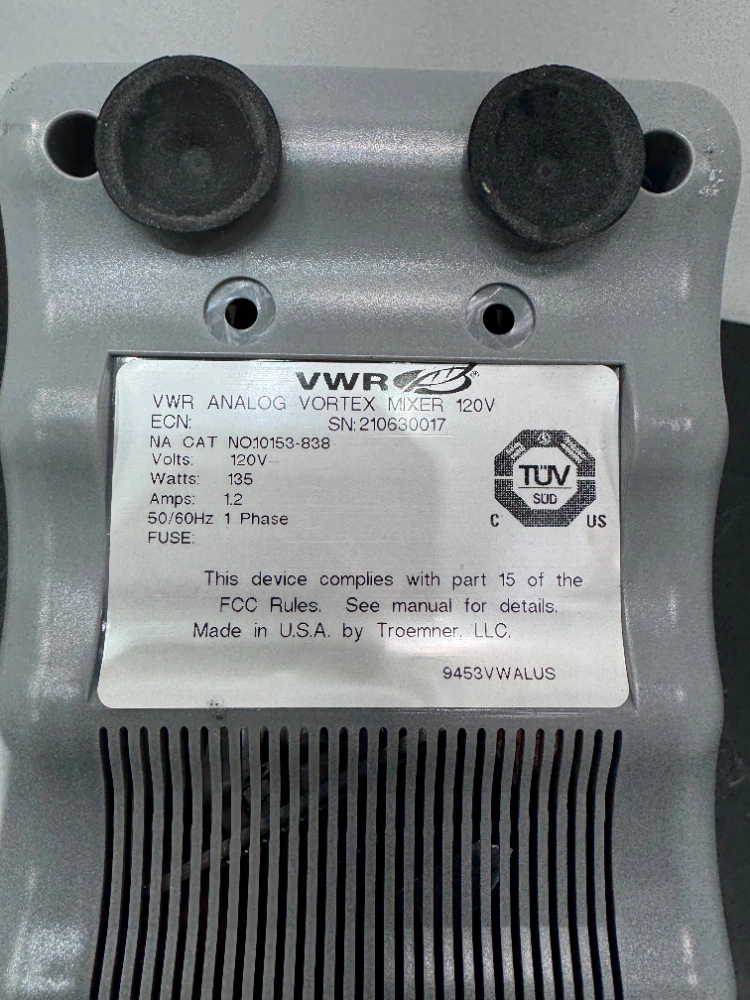 VWR®
VWR ANALOG VORTEX MIXER 120V
ECN: SN: 210630017
NA CAT NO.10153-838
Volts: 120V~
Watts: 135
Amps: 1.2
50/60Hz 1 Phase
FUSE:
TÜV
SÜD
C US
This device complies with part 15 of the
FCC Rules. See manual for details.
Made in U.S.A. by Troemner, LLC.
9453VWALUS